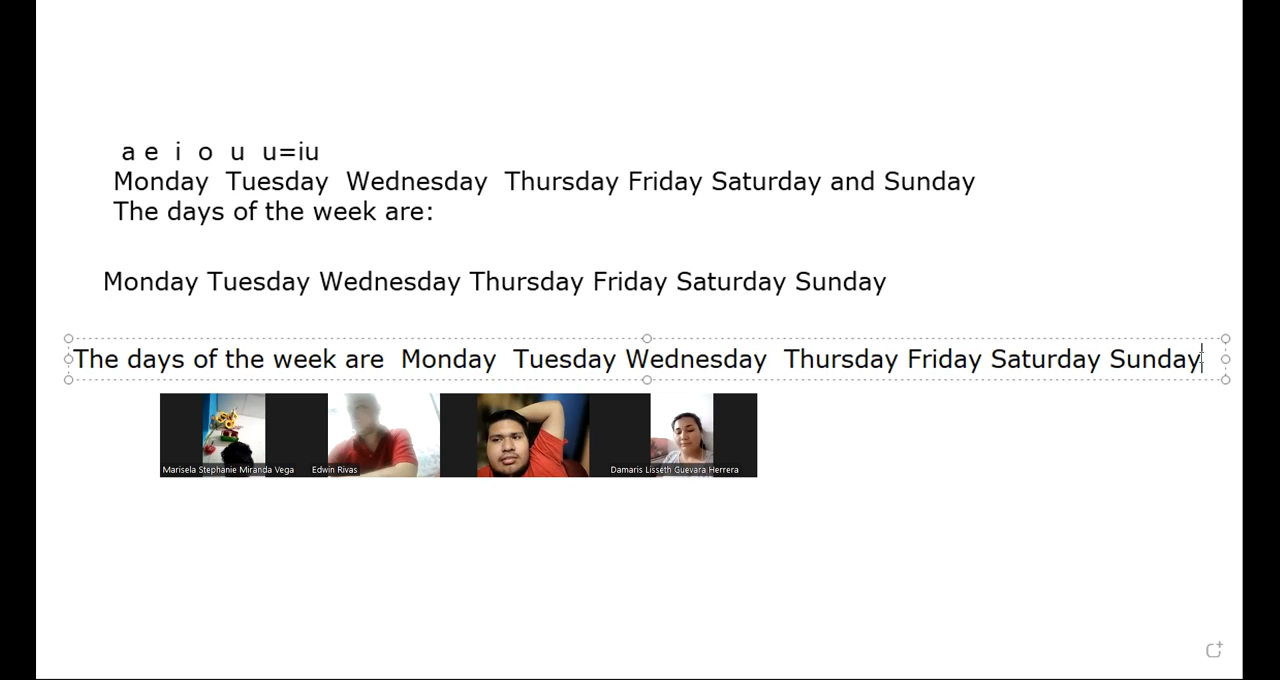 a e i o u u=iu
Monday Tuesday Wednesday Thursday Friday Saturday and Sunday
The days of the week are:
Monday Tuesday Wednesday Thursday Friday Saturday Sunday
The days of the week are Monday Tuesday Wednesday Thursday Friday Saturday Sunday
Marisela Stephanie Miranda Vega
Edwin Rivas
Damaris Lisseth Guevara Herrera